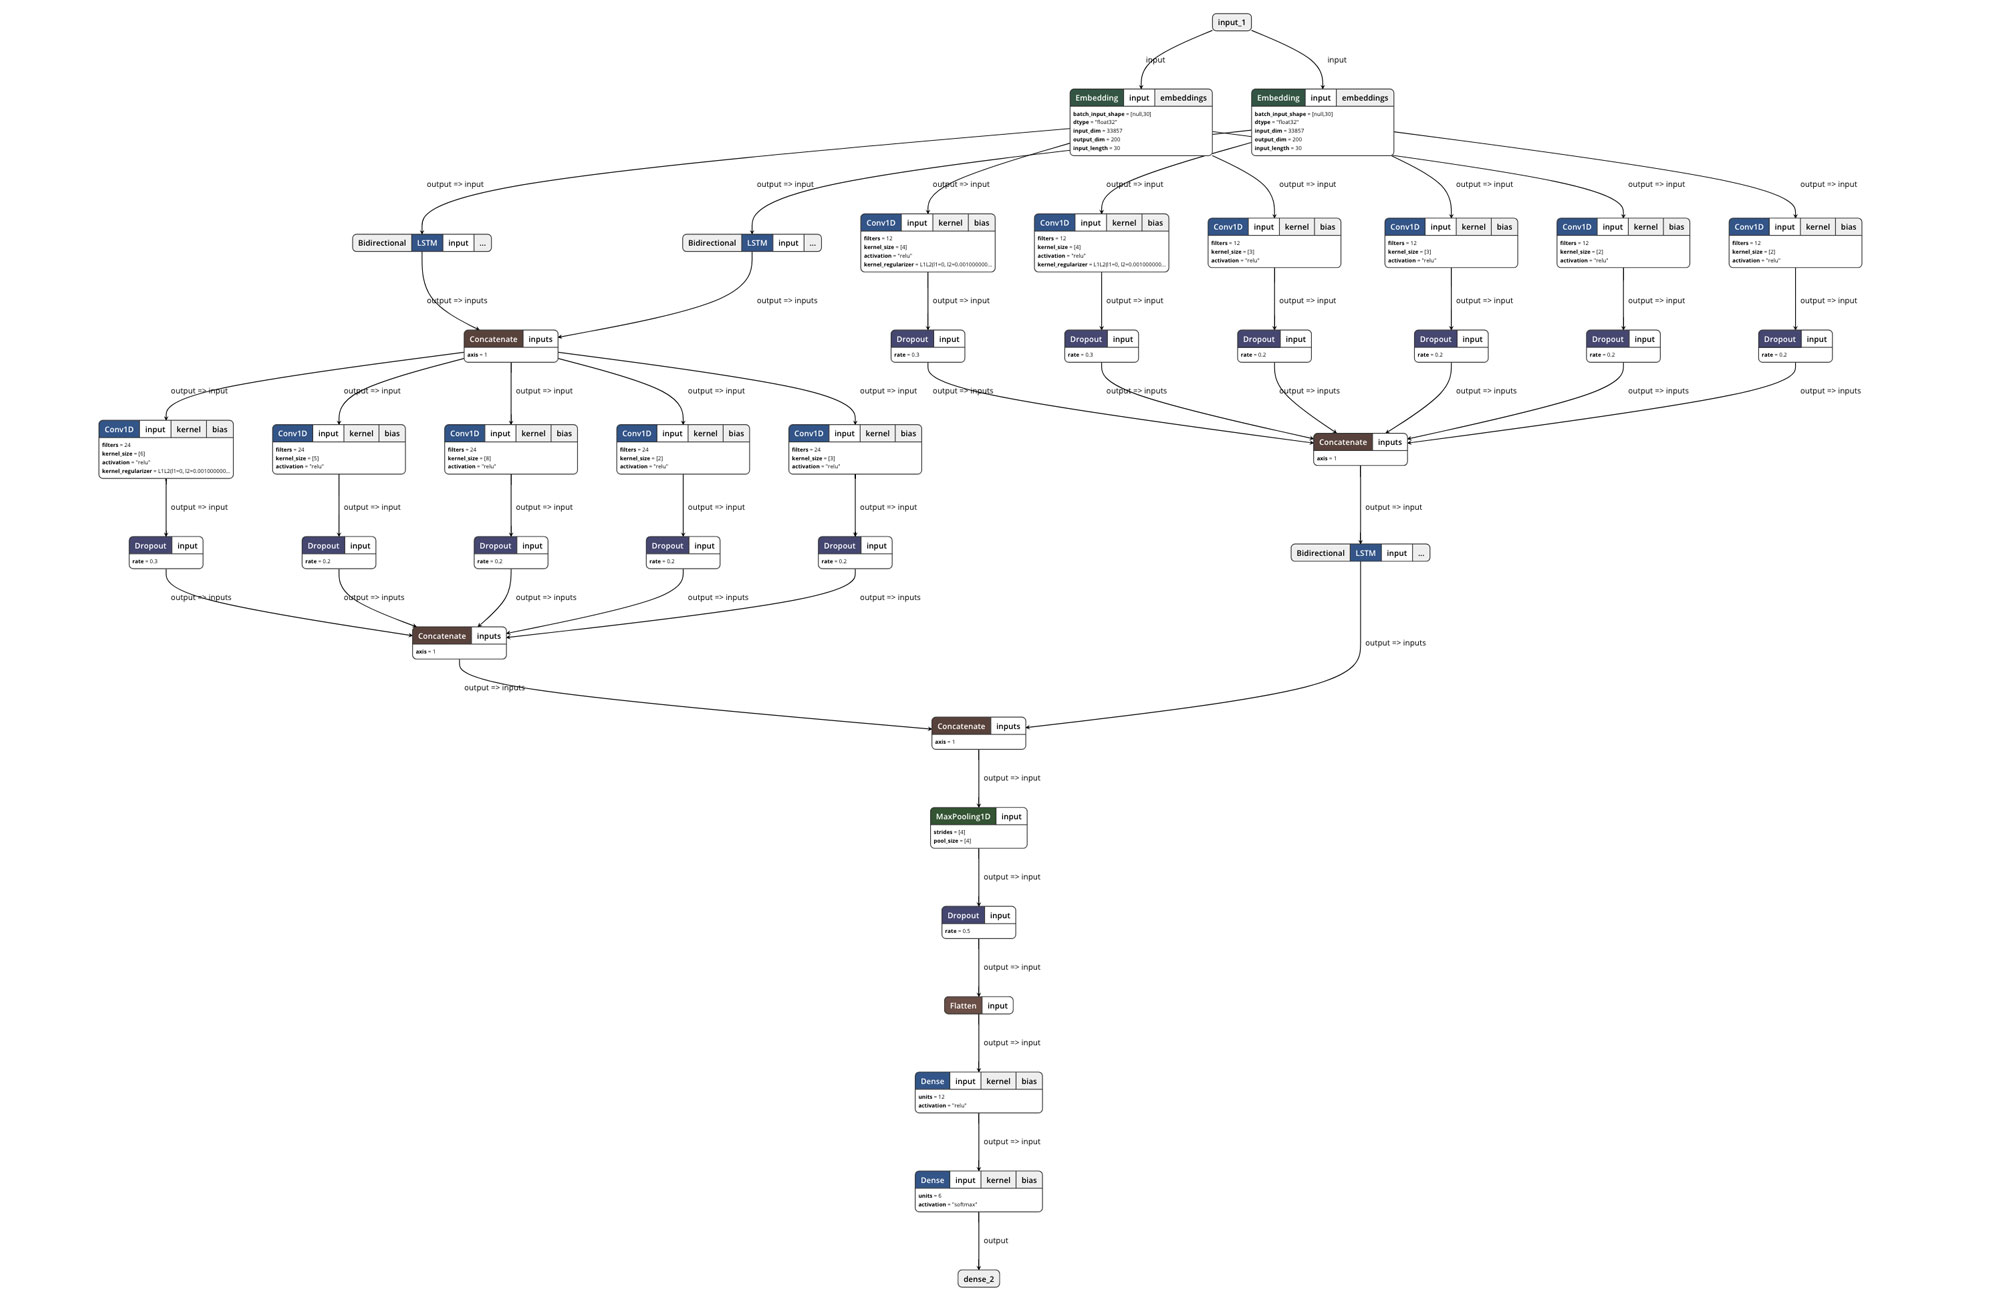 input_1
input
input
Embedding input embeddings
batch_input_shape = [null,30]
dtype = "float32"
input_dim = 33857
output_dim = 200
input_length = 30
Embedding input embeddings
batch_input_shape = [null,30]
dtype = "float32"
input_dim = 33857
output_dim = 200
input_length = 30
output => input
output => input
output => input
output => input
output => input
output => input
output => input
output => input
Bidirectional LSTM input ...
Bidirectional LSTM input ...
Conv1D input kernel bias
filters = 12
kernel_size = [4]
activation = "relu"
kernel_regularizer = L1L2(l1=0, l2=0.001000000...
Conv1D input kernel bias
filters = 12
kernel_size = [4]
activation = "relu"
kernel_regularizer = L1L2(l1=0, l2=0.001000000...
Conv1D input kernel bias
filters = 12
kernel_size = [3]
activation = "relu"
Conv1D input kernel bias
filters = 12
kernel_size = [3]
activation = "relu"
Conv1D input kernel bias
filters = 12
kernel_size = [2]
activation = "relu"
Conv1D input kernel bias
filters = 12
kernel_size = [2]
activation = "relu"
output => inputs
output => inputs
output => input
output => input
output => input
output => input
output => input
output => input
Concatenate inputs
axis = 1
Dropout input
rate = 0.3
Dropout input
rate = 0.3
Dropout input
rate = 0.2
Dropout input
rate = 0.2
Dropout input
rate = 0.2
Dropout input
rate = 0.2
output => input
output => input
output => input
output => input
output => input
output => inputs
output => inputs
output => inputs
output => inputs
output => inputs
output => inputs
Conv1D input kernel bias
filters = 24
kernel_size = [6]
activation = "relu"
kernel_regularizer = L1L2(l1=0, l2=0.001000000...
Conv1D input kernel bias
filters = 24
kernel_size = [5]
activation = "relu"
Conv1D input kernel bias
filters = 24
kernel_size = [8]
activation = "relu"
Conv1D input kernel bias
filters = 24
kernel_size = [2]
activation = "relu"
Conv1D input kernel bias
filters = 24
kernel_size = [3]
activation = "relu"
Concatenate inputs
axis = 1
output => input
output => input
output => input
output => input
output => input
output => input
Dropout input
rate = 0.3
Dropout input
rate = 0.2
Dropout input
rate = 0.2
Dropout input
rate = 0.2
Dropout input
rate = 0.2
Bidirectional LSTM input ...
output => inputs
output => inputs
output => inputs
output => inputs
output => inputs
Concatenate inputs
axis = 1
output => inputs
output => inputs
Concatenate inputs
axis = 1
output => input
MaxPooling1D input
strides = [4]
pool_size = [4]
output => input
Dropout input
rate = 0.5
output => input
Flatten input
output => input
Dense input kernel bias
units = 12
activation = "relu"
output => input
Dense input kernel bias
units = 6
activation = "softmax"
output
dense_2